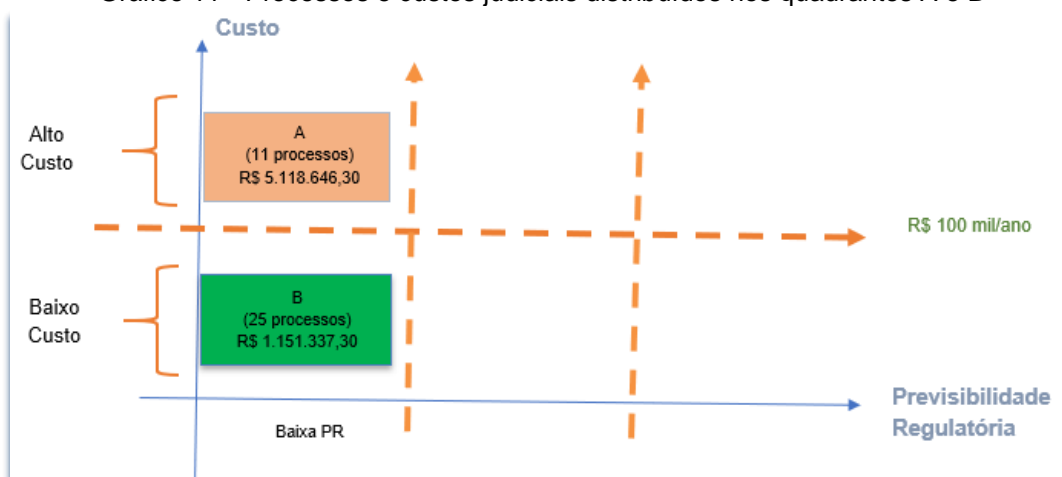 Custo
Alto
Custo
A
(11 processos)
R$ 5.118.646,30
R$ 100 mil/ano
Baixo
Custo
B
(25 processos)
R$ 1.151.337,30
Previsibilidade
Regulatória
Baixa PR